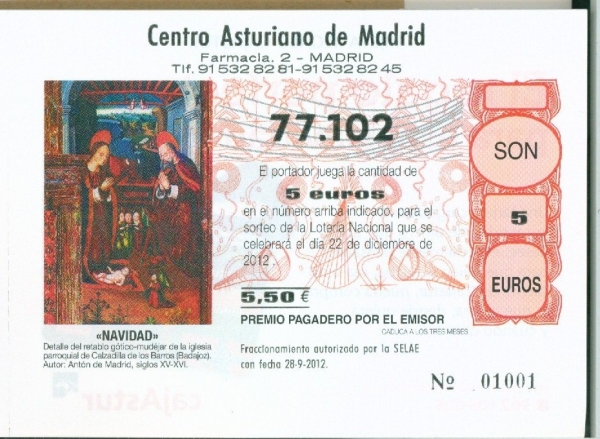 Centro Asturiano de Madrid
Farmacia, 2 - MADRID
Tlf. 91 532 82 81-91 532 82 45
77.102
El portador juega la cantidad de
5 euros
en el número arriba indicado, para el
sorteo de la Lotería Nacional que se
celebrará el día 22 de diciembre de
2012.
5,50 €
PREMIO PAGADERO POR EL EMISOR
CADUCA A LOS TRES MESES
Fraccionamiento autorizado por la SELAE
con fecha 28-9-2012.
Nº 01001
SON
5
EUROS
«NAVIDAD»
Detalle del retablo gótico-mudéjar de la iglesia
parroquial de Calzadilla de los Barros (Badajoz).
Autor: Antón de Madrid, siglos XV-XVI.
cajAstur